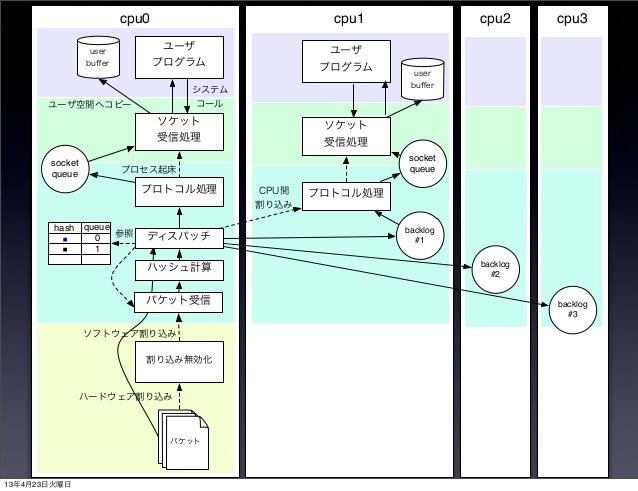 cpu0
cpu1
cpu2
cpu3
user
buffer
ユーザ
プログラム
システム
コール
ユーザ空間へコピー
ソケット
受信処理
socket
queue
プロセス起床
プロトコル処理
hash
queue
0
1
参照
ディスパッチ
ハッシュ計算
パケット受信
ソフトウェア割り込み
割り込み無効化
ハードウェア割り込み
パケット
ユーザ
プログラム
user
buffer
ソケット
受信処理
socket
queue
CPU間
割り込み
プロトコル処理
backlog
#1
backlog
#2
backlog
#3
13年4月23日火曜日